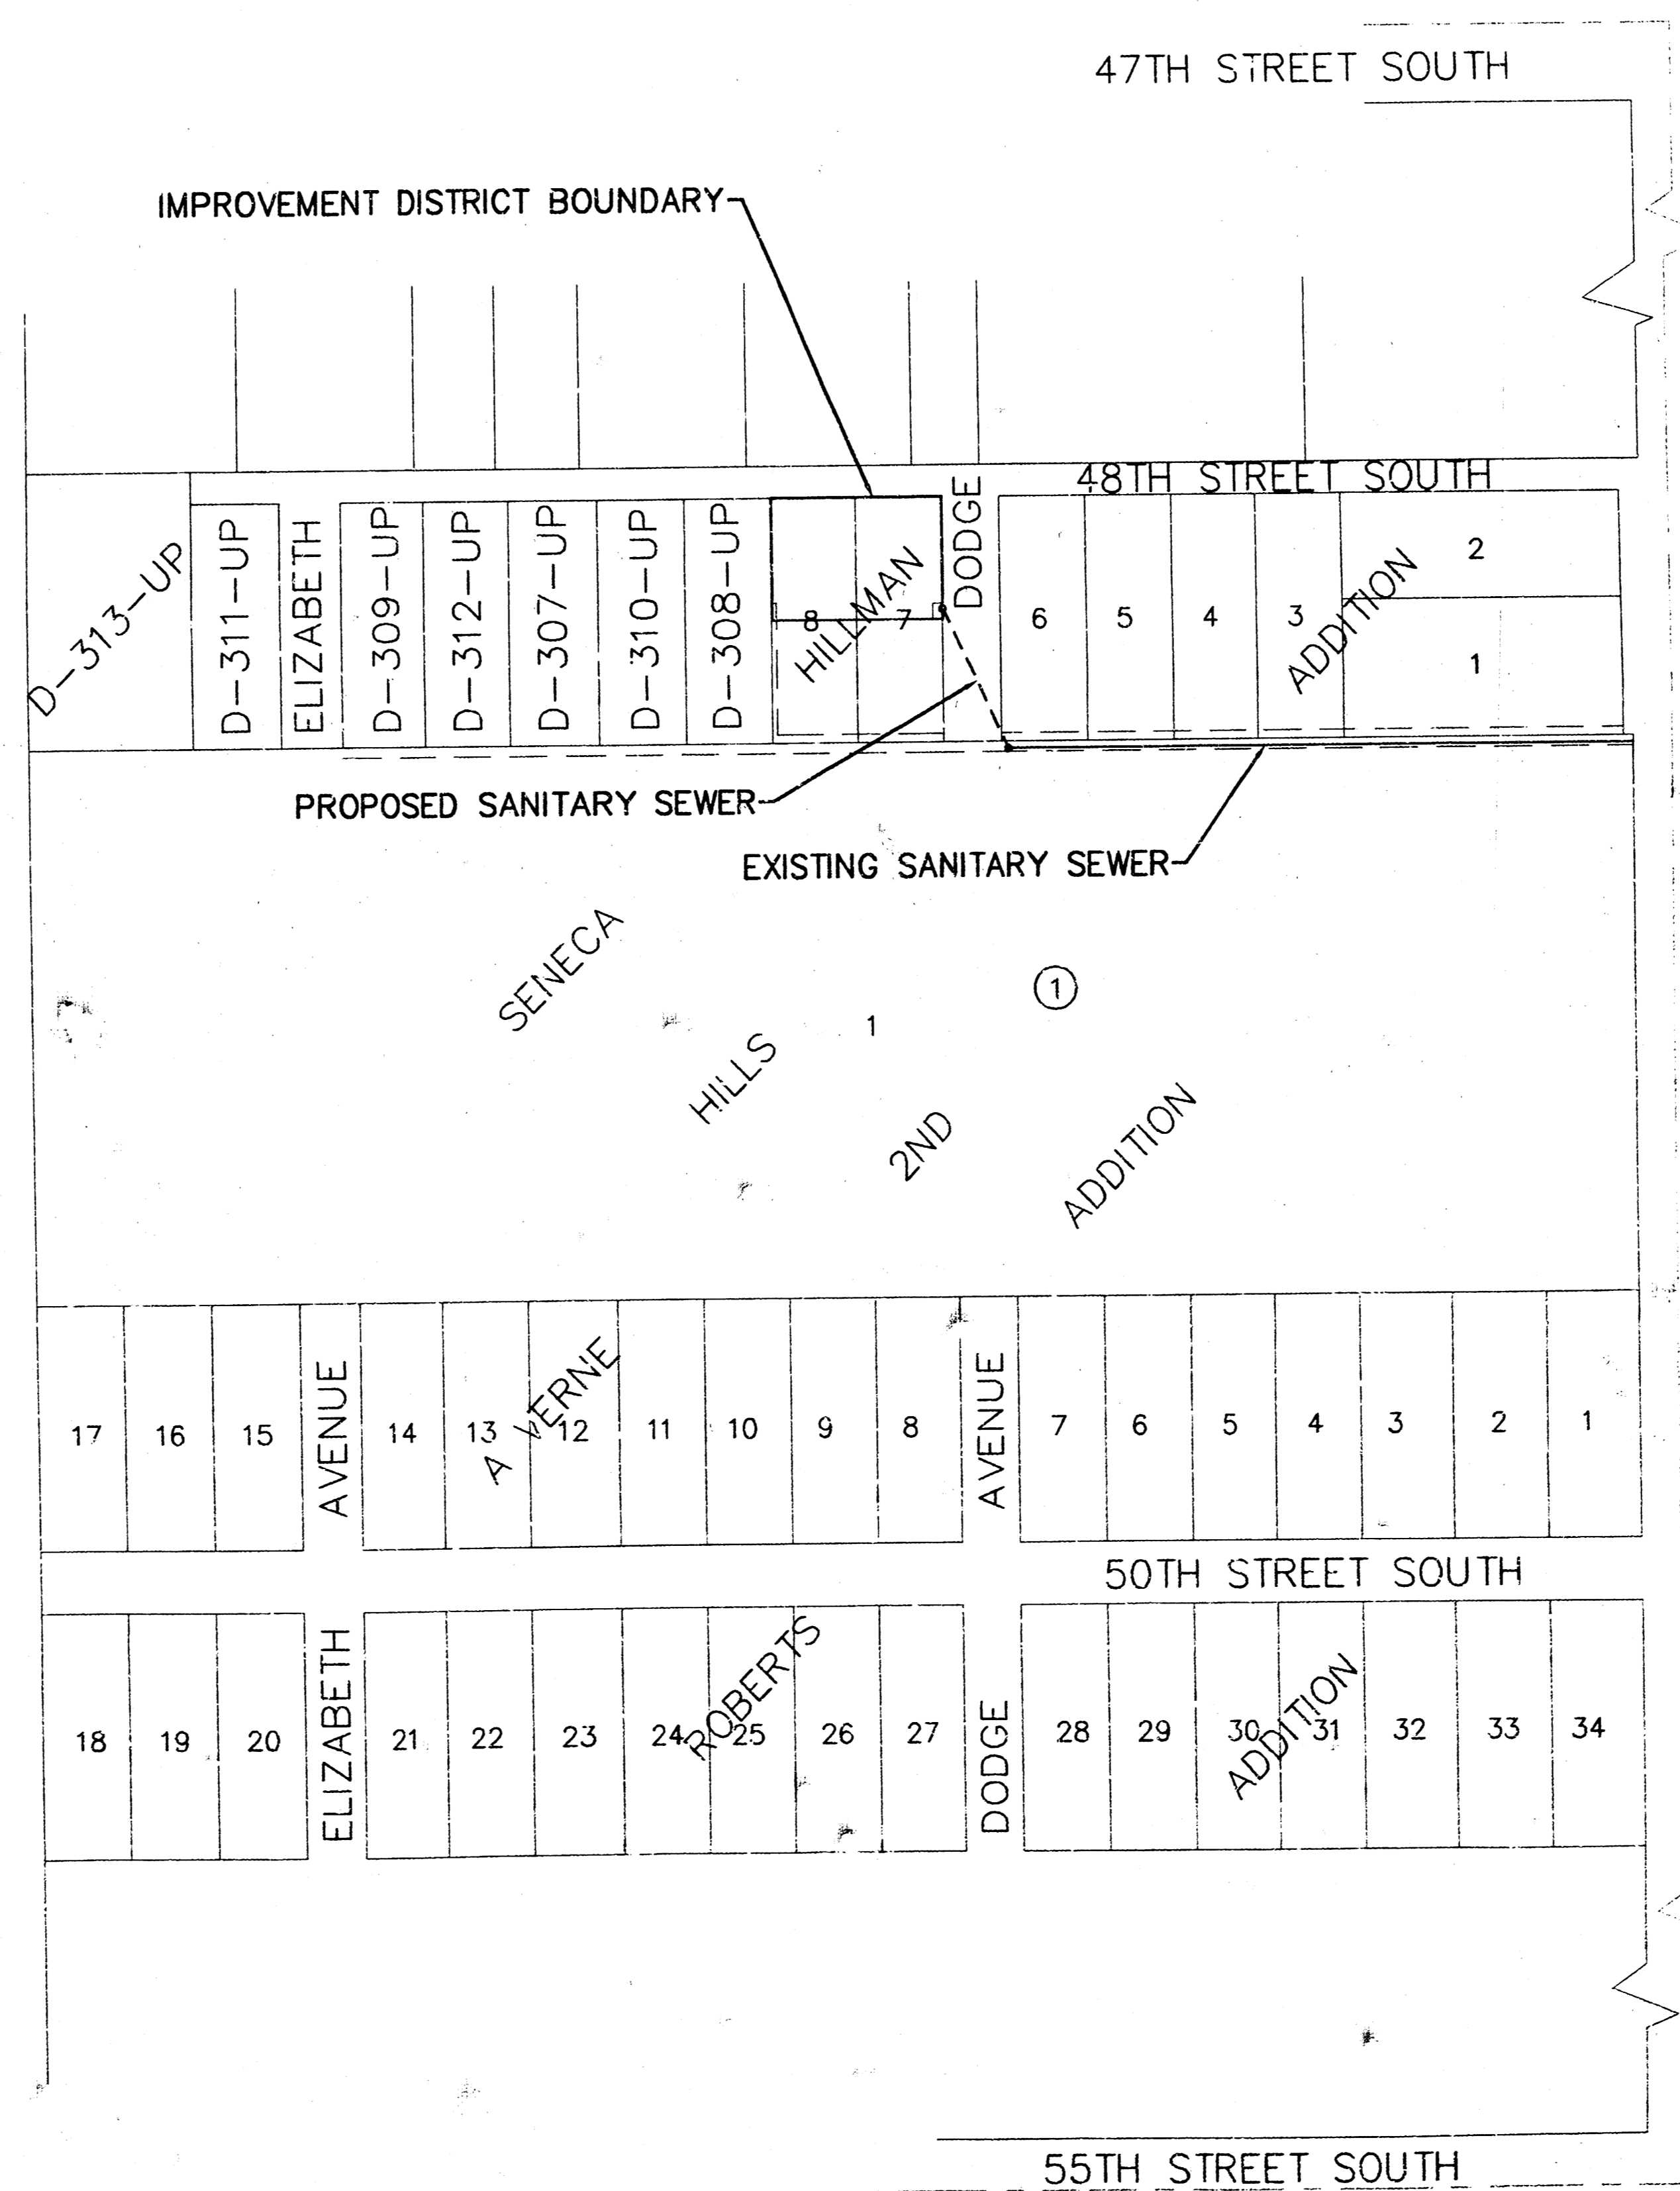 47TH STREET SOUTH
IMPROVEMENT DISTRICT BOUNDARY
48TH STREET SOUTH
D-313-UP
D-311-UP
ELIZABETH
D-309-UP
D-312-UP
D-307-UP
D-310-UP
D-308-UP
8
HILLMAN
7
DODGE
6
5
4
3
ADDITION
2
1
PROPOSED SANITARY SEWER
EXISTING SANITARY SEWER
SENECA
HILLS
1
1
2ND
ADDITION
17
16
15
AVENUE
14
13
A
VERNE
12
11
10
9
8
AVENUE
7
6
5
4
3
2
1
50TH STREET SOUTH
18
19
20
ELIZABETH
21
22
23
24
ROBERTS
25
26
27
DODGE
28
29
30
ADDITION
31
32
33
34
55TH STREET SOUTH